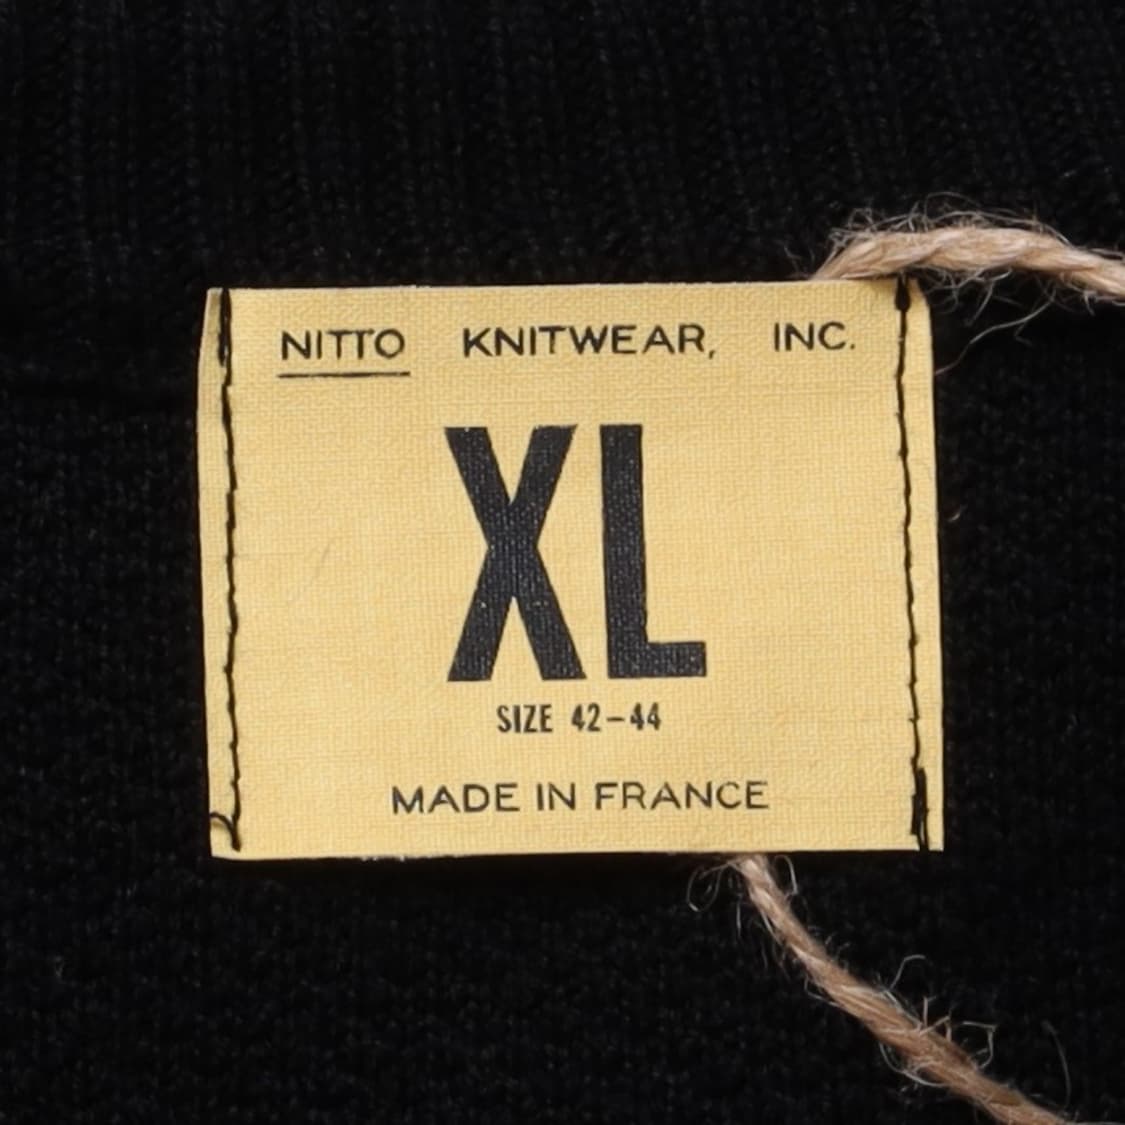 NITTO KNITWEAR, INC.
XL
SIZE 42-44
MADE IN FRANCE